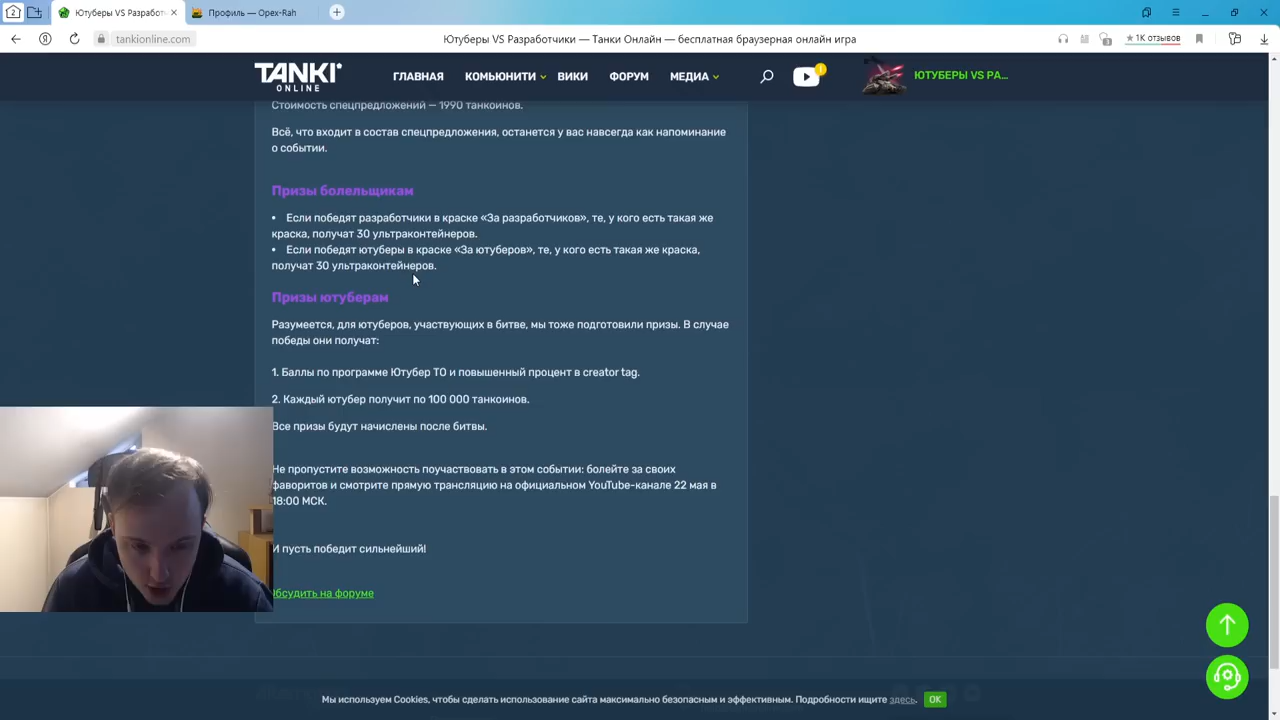 Ютуберы VS Разработ
Профиль — Opex-Rah
tankionline.com
Ютуберы VS Разработчики — Танки Онлайн — бесплатная браузерная онлайн игра
1К отзывов
TANKI
ONLINE
ГЛАВНАЯ
КОМЬЮНИТИ
ВИКИ
ФОРУМ
МЕДИА
1
ЮТУБЕРЫ VS РА...
Стоимость спецпредложений — 1990 танкоинов.
Всё, что входит в состав спецпредложения, останется у вас навсегда как напоминание
о событии.
Призы болельщикам
• Если победят разработчики в краске «За разработчиков», те, у кого есть такая же
краска, получат 30 ультраконтейнеров.
• Если победят ютуберы в краске «За ютуберов», те, у кого есть такая же краска,
получат 30 ультраконтейнеров.
Призы ютуберам
Разумеется, для ютуберов, участвующих в битве, мы тоже подготовили призы. В случае
победы они получат:
1. Баллы по программе Ютубер ТО и повышенный процент в creator tag.
2. Каждый ютубер получит по 100 000 танкоинов.
Все призы будут начислены после битвы.
Не пропустите возможность поучаствовать в этом событии: болейте за своих
фаворитов и смотрите прямую трансляцию на официальном YouTube-канале 22 мая в
18:00 МСК.
И пусть победит сильнейший!
Обсудить на форуме
Мы используем Cookies, чтобы сделать использование сайта максимально безопасным и эффективным. Подробности ищите здесь.
OK